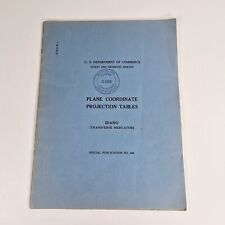 U. S. DEPARTMENT OF COMMERCE
COAST AND GEODETIC SURVEY
PLANE COORDINATE
PROJECTION TABLES
IDAHO
(TRANSVERSE MERCATOR)
SPECIAL PUBLICATION NO.